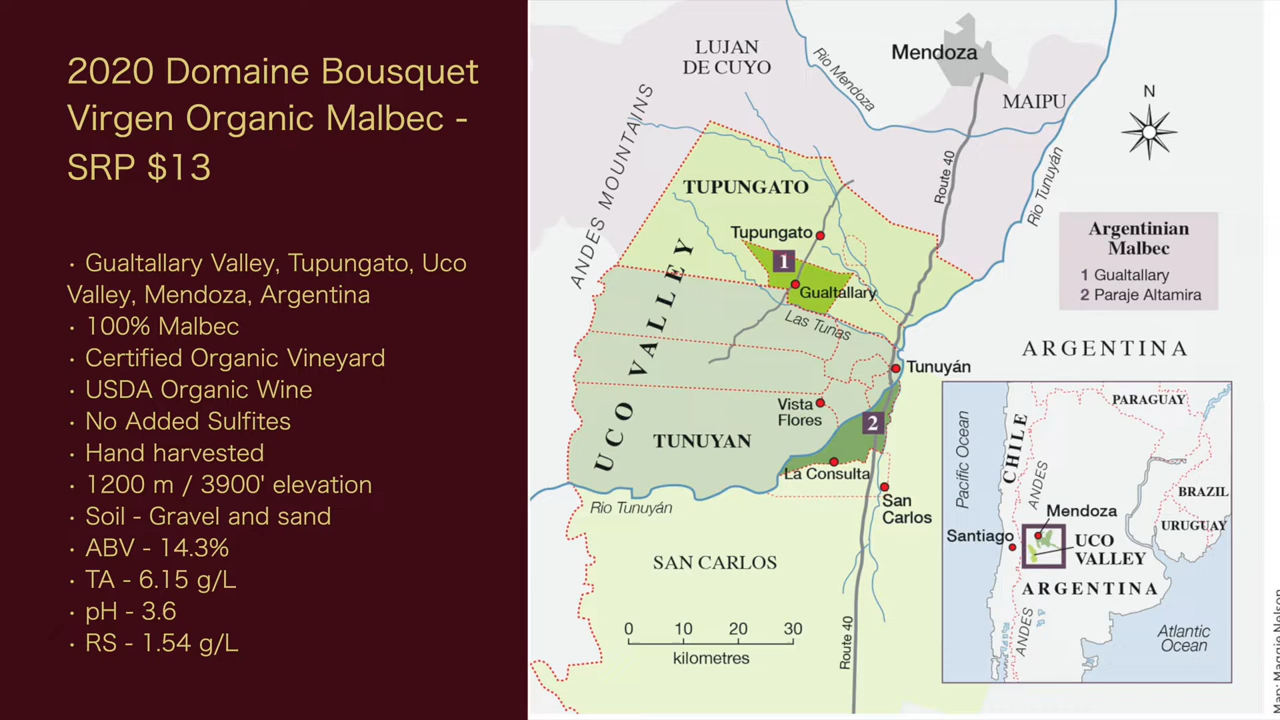 2020 Domaine Bousquet
Virgen Organic Malbec -
SRP $13
• Gualtallary Valley, Tupungato, Uco
Valley, Mendoza, Argentina
• 100% Malbec
• Certified Organic Vineyard
• USDA Organic Wine
• No Added Sulfites
• Hand harvested
• 1200 m / 3900' elevation
• Soil - Gravel and sand
• ABV - 14.3%
• TA - 6.15 g/L
• pH - 3.6
• RS - 1.54 g/L
LUJAN
DE CUYO
Rio Mendoza
Mendoza
MAIPU
N
ANDES MOUNTAINS
Route 40
Rio Tunuyán
TUPUNGATO
Tupungato
1
Gualtallary
Las Tunas
UCO VALLEY
Argentinian
Malbec
1 Gualtallary
2 Paraje Altamira
ARGENTINA
Tunuyán
Vista
Flores
2
TUNUYAN
La Consulta
Rio Tunuyán
San
Carlos
SAN CARLOS
0 10 20 30
kilometres
Route 40
PARAGUAY
Pacific Ocean
CHILE
ANDES
BRAZIL
Mendoza
URUGUAY
Santiago
UCO
VALLEY
ARGENTINA
ANDES
Atlantic
Ocean
Map: Maggie Nelson